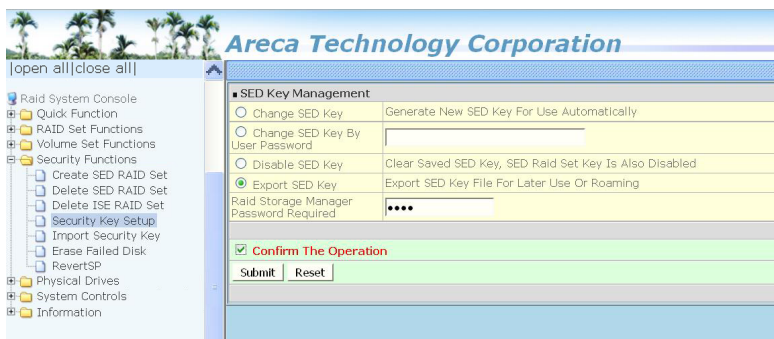 Areca Technology Corporation
|open all|close all|
Raid System Console
Quick Function
RAID Set Functions
Volume Set Functions
Security Functions
Create SED RAID Set
Delete SED RAID Set
Delete ISE RAID Set
Security Key Setup
Import Security Key
Erase Failed Disk
RevertSP
Physical Drives
System Controls
Information
SED Key Management
Change SED Key Generate New SED Key For Use Automatically
Change SED Key By
User Password
Disable SED Key Clear Saved SED Key, SED Raid Set Key Is Also Disabled
Export SED Key Export SED Key File For Later Use Or Roaming
Raid Storage Manager
Password Required
Confirm The Operation
Submit Reset